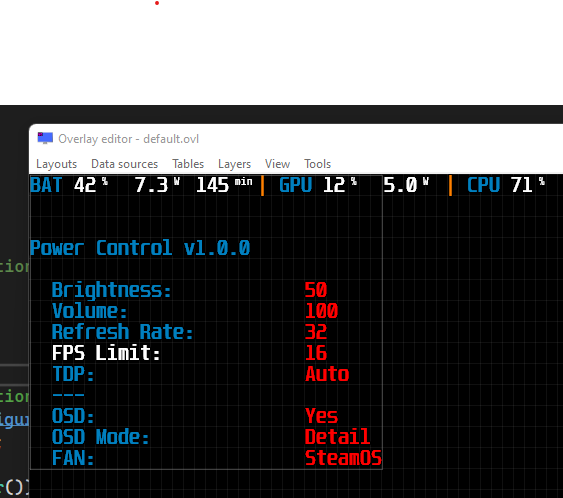 Overlay editor - default.ovl
Layouts Data sources Tables Layers View Tools
BAT 42 % 7.3 W 145 min | GPU 12 % 5.0 W | CPU 71 %
Power Control v1.0.0
Brightness: 50
Volume: 100
Refresh Rate: 32
FPS Limit: 16
TDP: Auto
---
OSD: Yes
OSD Mode: Detail
FAN: SteamOS